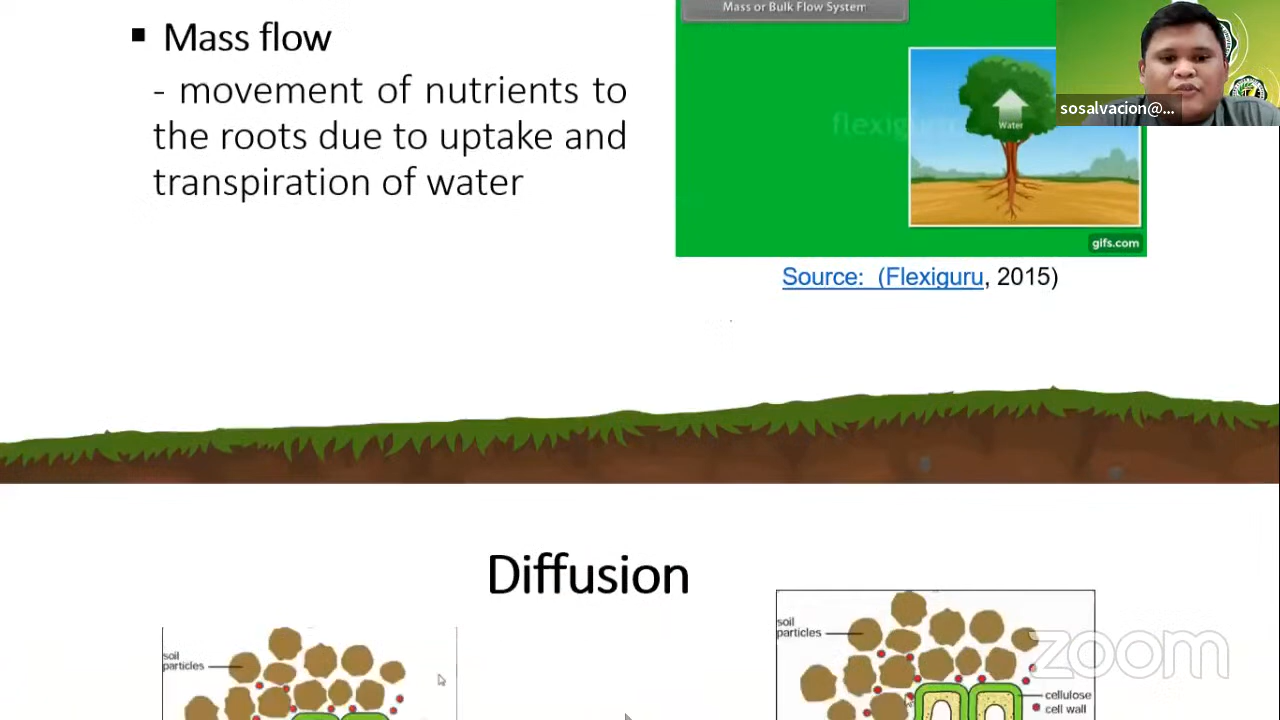 Mass or Bulk Flow System
▪ Mass flow
- movement of nutrients to
the roots due to uptake and
transpiration of water
Water
sosalvacion@...
gifs.com
Source: (Flexiguru, 2015)
Diffusion
soil
particles
soil
particles
zoom
cellulose
cell wall